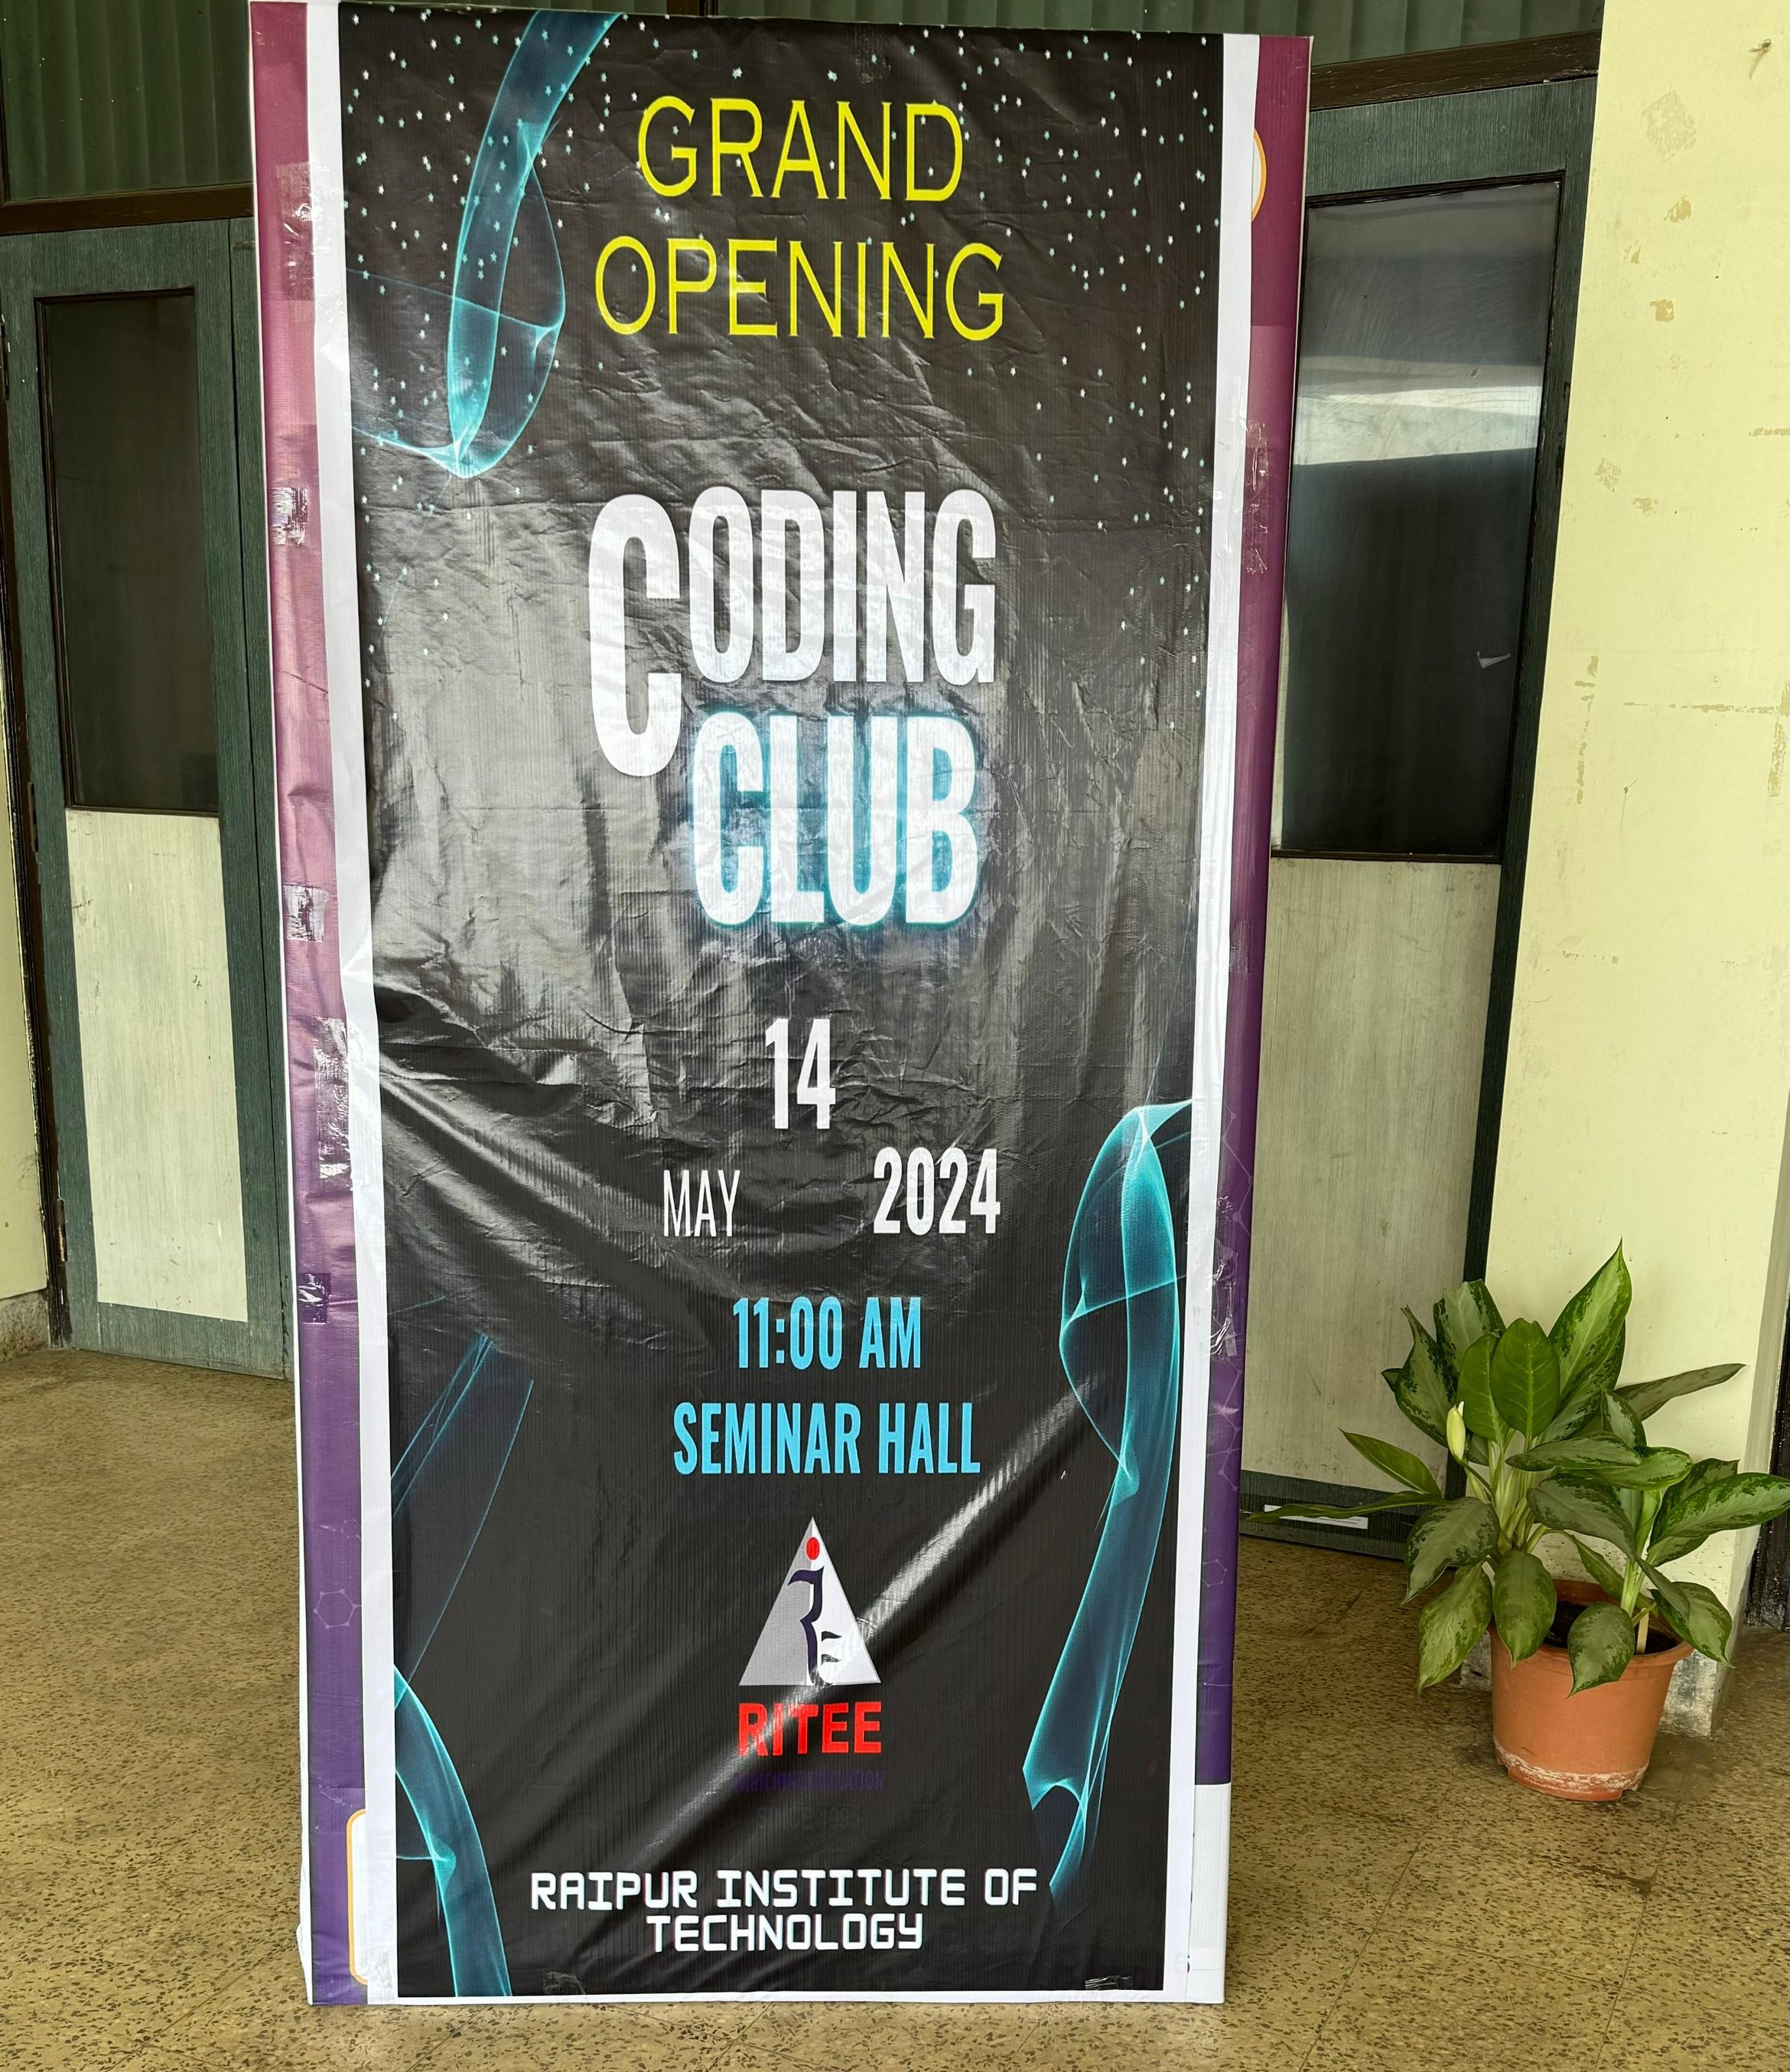 GRAND
OPENING
CODING
CLUB
14
MAY 2024
11:00 AM
SEMINAR HALL
RITEE
RAIPUR INSTITUTE OF
TECHNOLOGY